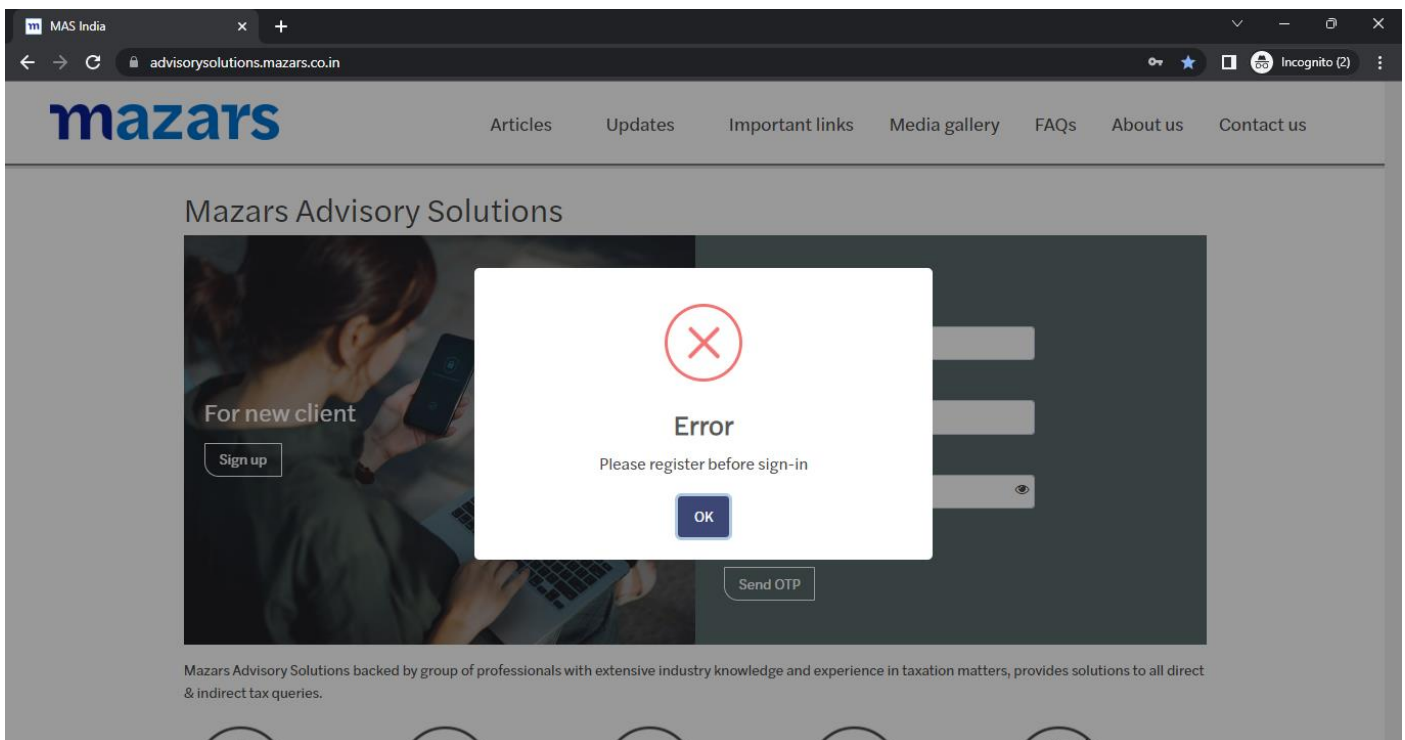 MAS India
advisorysolutions.mazars.co.in
Incognito (2)
mazars
Articles Updates Important links Media gallery FAQs About us Contact us
Mazars Advisory Solutions
For new client
Sign up
Error
Please register before sign-in
OK
Send OTP
Mazars Advisory Solutions backed by group of professionals with extensive industry knowledge and experience in taxation matters, provides solutions to all direct
& indirect tax queries.